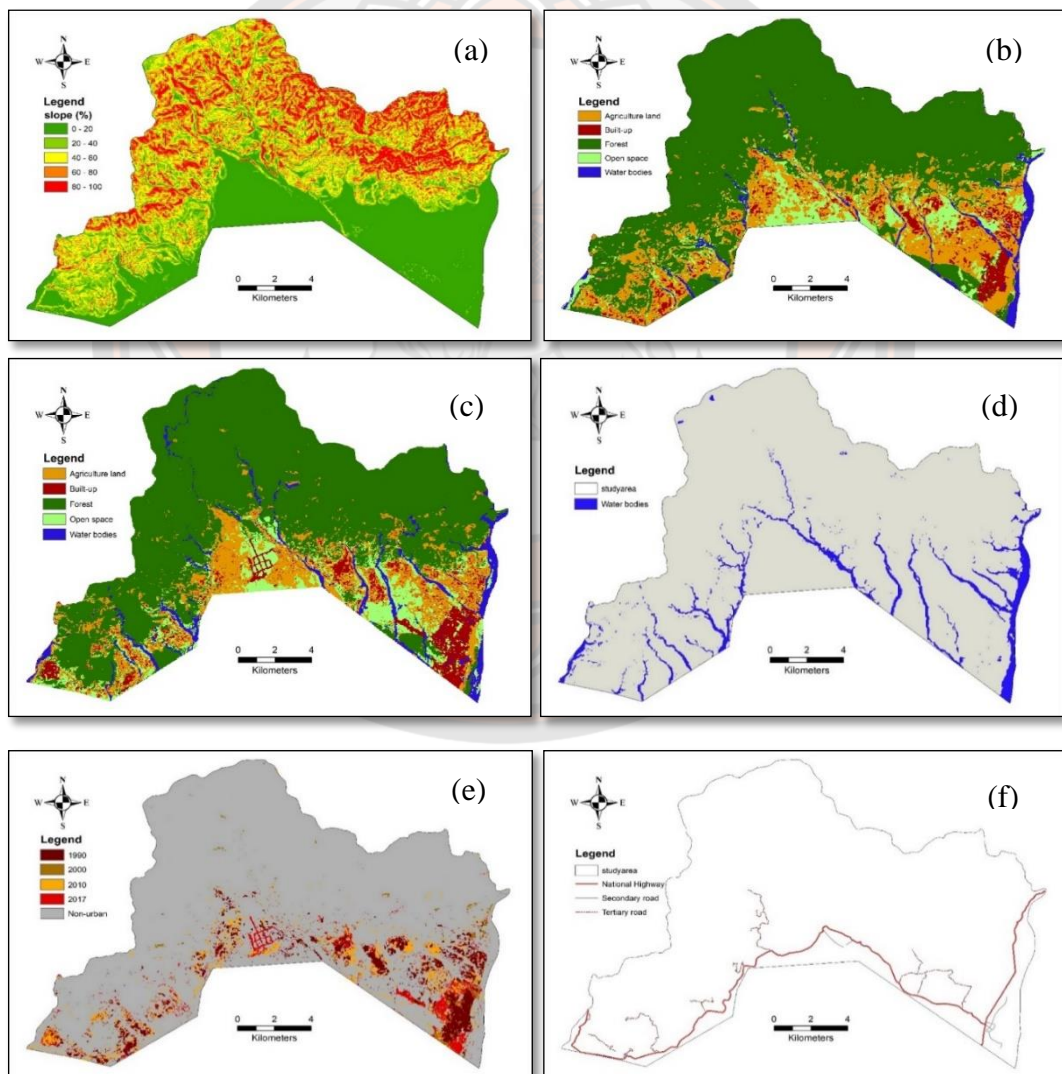 (a)
N
W E
S
Legend
slope (%)
0 - 20
20 - 40
40 - 60
60 - 80
80 - 100
0 2 4
Kilometers
(b)
N
W E
S
Legend
Agriculture land
Built-up
Forest
Open space
Water bodies
0 2 4
Kilometers
(c)
N
W E
S
Legend
Agriculture land
Built-up
Forest
Open space
Water bodies
0 2 4
Kilometers
(d)
N
W E
S
Legend
studyarea
Water bodies
0 2 4
Kilometers
(e)
N
W E
S
Legend
1990
2000
2010
2017
Non-urban
0 2 4
Kilometers
(f)
N
W E
S
Legend
studyarea
National Highway
Secondary road
Tertiary road
0 2 4
Kilometers